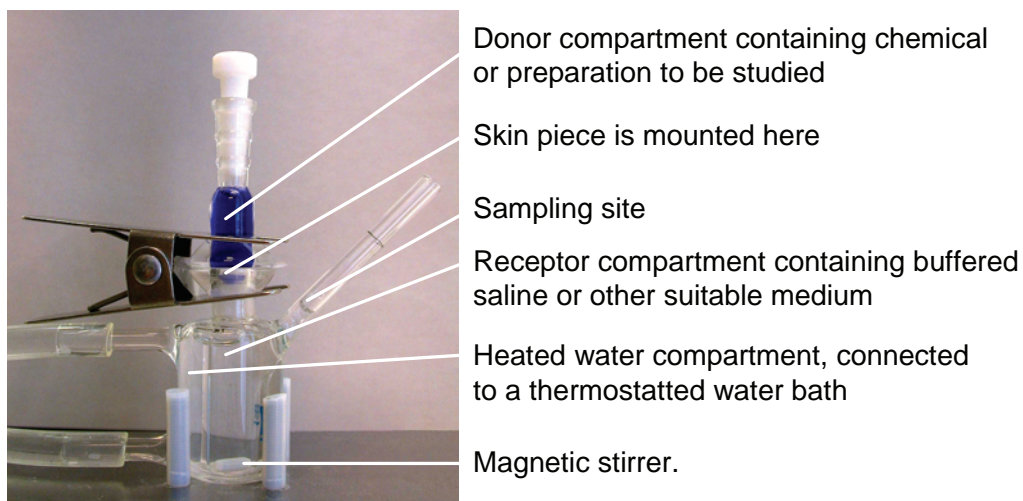 Donor compartment containing chemical
or preparation to be studied
Skin piece is mounted here
Sampling site
Receptor compartment containing buffered
saline or other suitable medium
Heated water compartment, connected
to a thermostatted water bath
Magnetic stirrer.